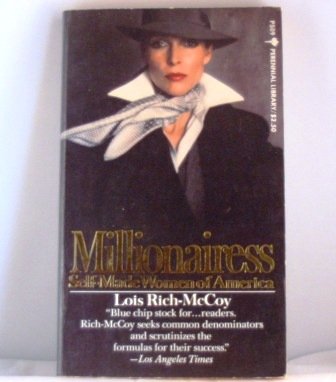 P509 PERENNIAL LIBRARY/$2.50
Millionairess
Self-Made Women of America
Lois Rich-McCoy
"Blue chip stock for...readers.
Rich-McCoy seeks common denominators
and scrutinizes the
formulas for their success."
—Los Angeles Times